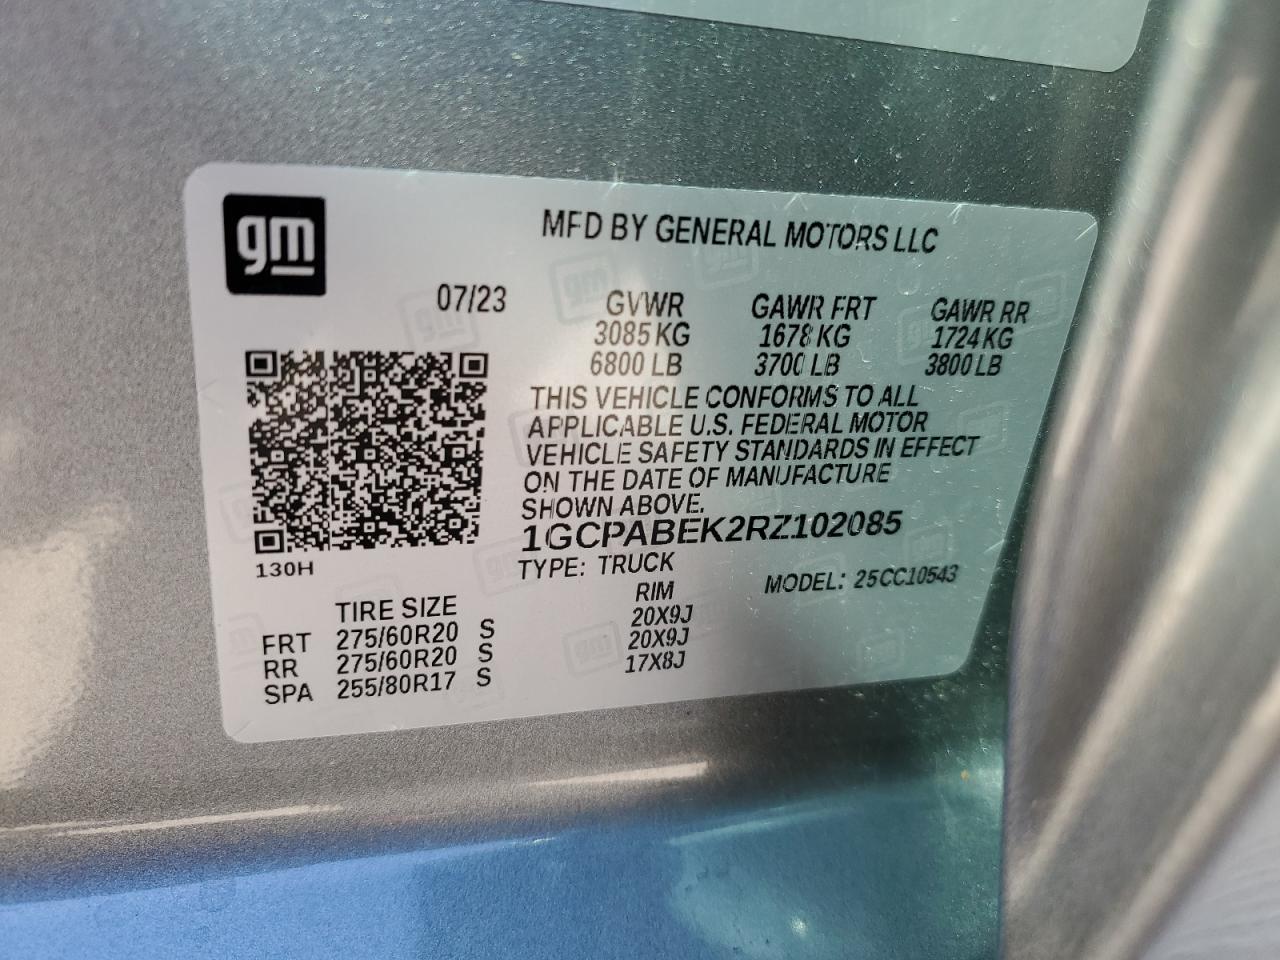 gm
MFD BY GENERAL MOTORS LLC
07/23
GVWR GAWR FRT GAWR RR
3085 KG 1678 KG 1724 KG
6800 LB 3700 LB 3800 LB
THIS VEHICLE CONFORMS TO ALL
APPLICABLE U.S. FEDERAL MOTOR
VEHICLE SAFETY STANDARDS IN EFFECT
ON THE DATE OF MANUFACTURE
SHOWN ABOVE.
1GCPABEK2RZ102085
TYPE: TRUCK MODEL: 25CC10543
130H
TIRE SIZE RIM
FRT 275/60R20 S 20X9J
RR 275/60R20 S 20X9J
SPA 255/80R17 S 17X8J